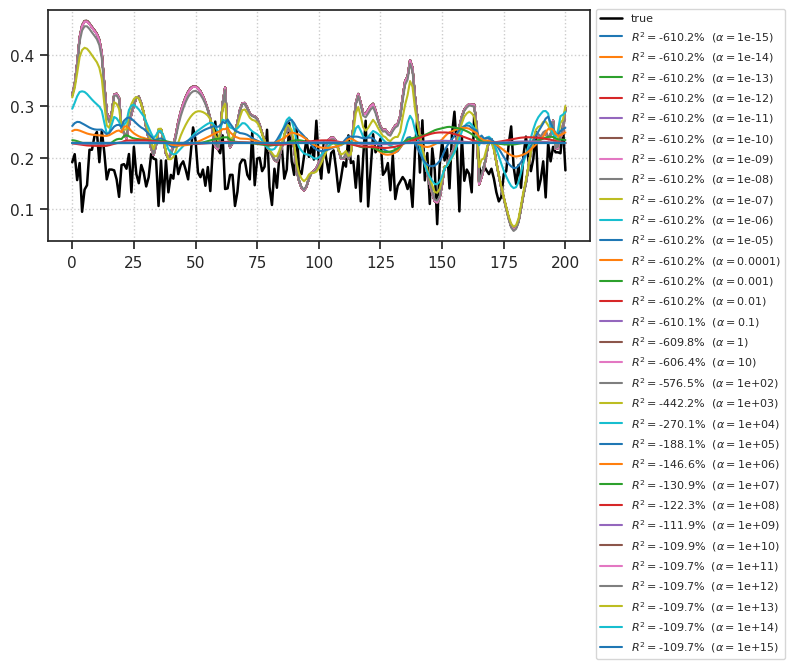 0.4
0.3
0.2
0.1
0 25 50 75 100 125 150 175 200
true
R² = -610.2% (α = 1e-15)
R² = -610.2% (α = 1e-14)
R² = -610.2% (α = 1e-13)
R² = -610.2% (α = 1e-12)
R² = -610.2% (α = 1e-11)
R² = -610.2% (α = 1e-10)
R² = -610.2% (α = 1e-09)
R² = -610.2% (α = 1e-08)
R² = -610.2% (α = 1e-07)
R² = -610.2% (α = 1e-06)
R² = -610.2% (α = 1e-05)
R² = -610.2% (α = 0.0001)
R² = -610.2% (α = 0.001)
R² = -610.2% (α = 0.01)
R² = -610.1% (α = 0.1)
R² = -609.8% (α = 1)
R² = -606.4% (α = 10)
R² = -576.5% (α = 1e+02)
R² = -442.2% (α = 1e+03)
R² = -270.1% (α = 1e+04)
R² = -188.1% (α = 1e+05)
R² = -146.6% (α = 1e+06)
R² = -130.9% (α = 1e+07)
R² = -122.3% (α = 1e+08)
R² = -111.9% (α = 1e+09)
R² = -109.9% (α = 1e+10)
R² = -109.7% (α = 1e+11)
R² = -109.7% (α = 1e+12)
R² = -109.7% (α = 1e+13)
R² = -109.7% (α = 1e+14)
R² = -109.7% (α = 1e+15)